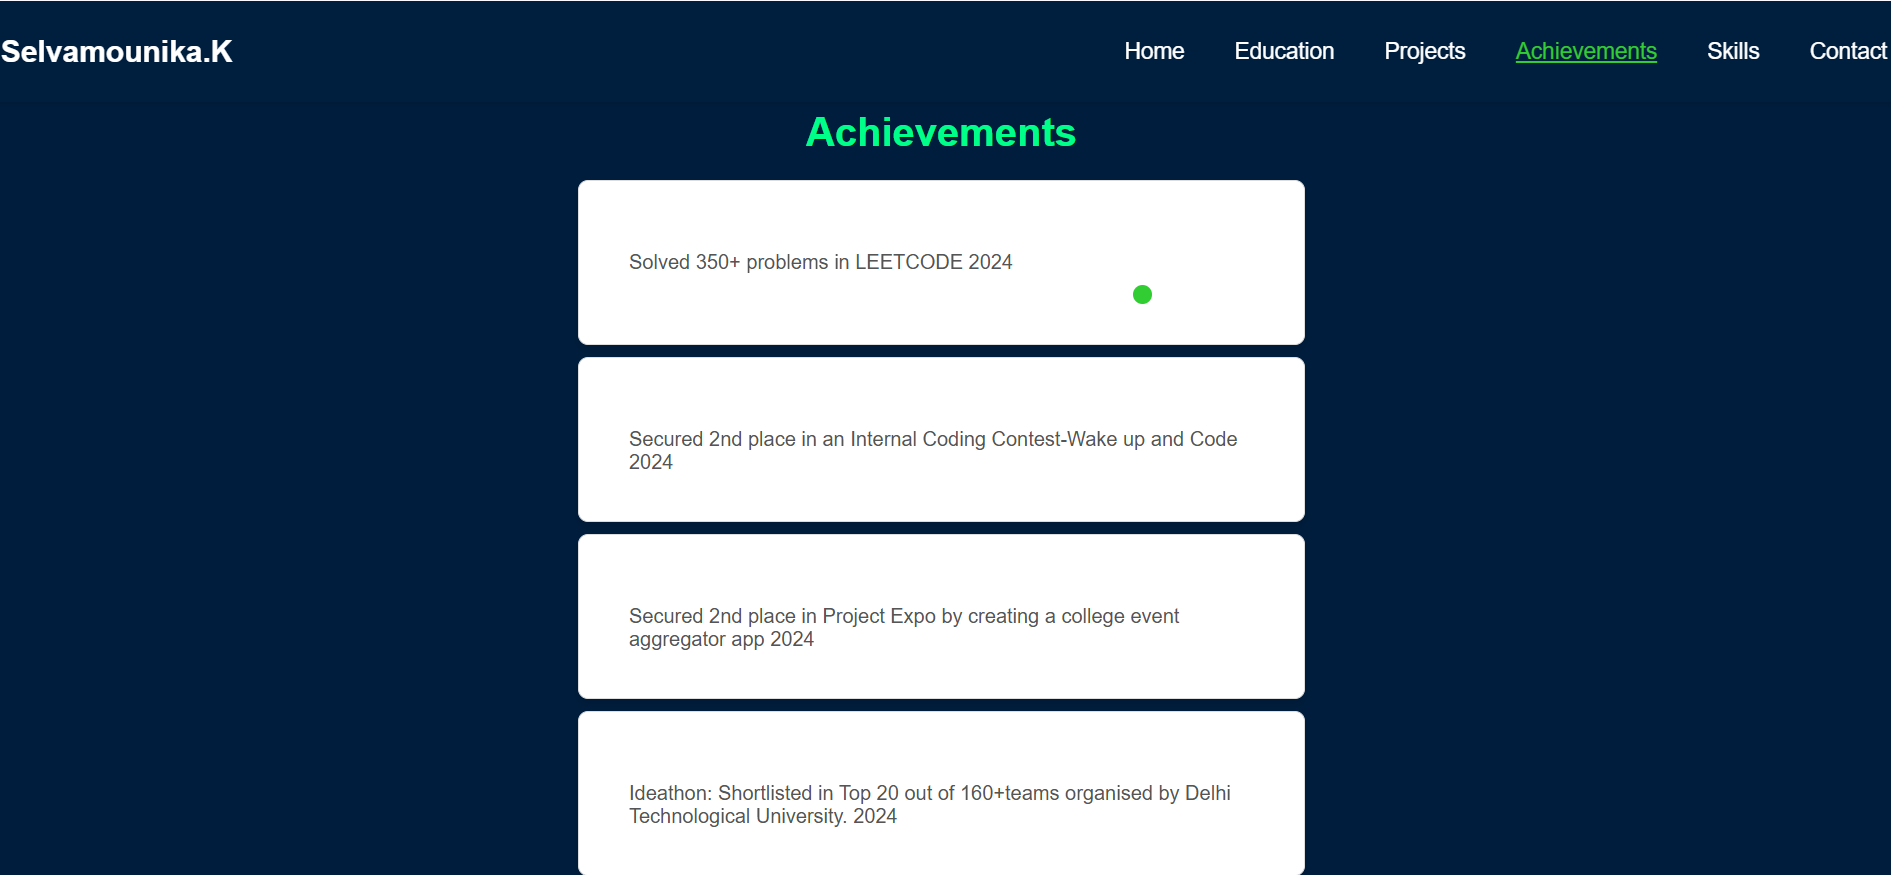 Selvamounika.K
Home Education Projects Achievements Skills Contact
Achievements
Solved 350+ problems in LEETCODE 2024
Secured 2nd place in an Internal Coding Contest-Wake up and Code
2024
Secured 2nd place in Project Expo by creating a college event
aggregator app 2024
Ideathon: Shortlisted in Top 20 out of 160+teams organised by Delhi
Technological University. 2024